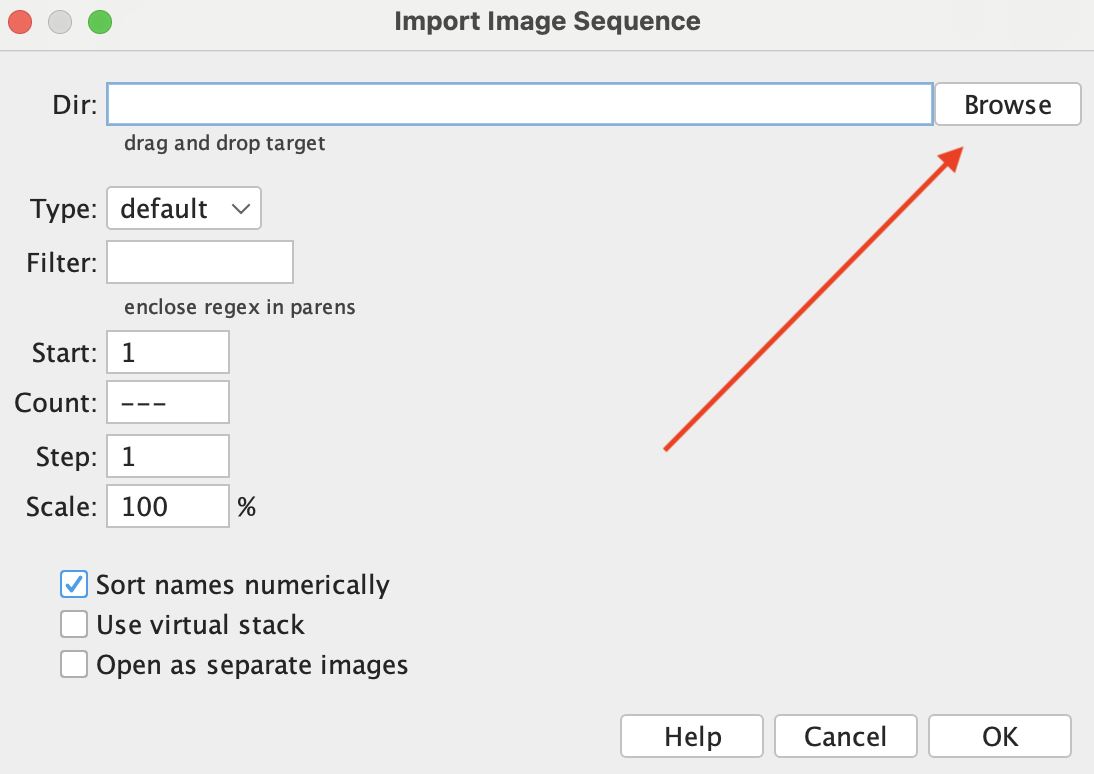 Import Image Sequence
Dir: Browse
drag and drop target
Type: default
Filter:
enclose regex in parens
Start: 1
Count: ---
Step: 1
Scale: 100 %
Sort names numerically
Use virtual stack
Open as separate images
Help Cancel OK